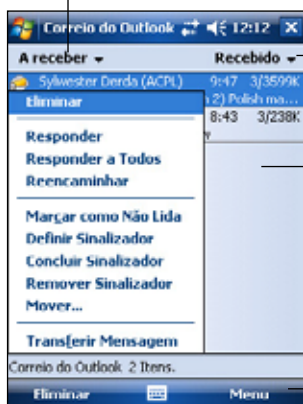 Correio do Outlook 12:12
A receber Recebido
Sylwester Derda (ACPL) 9:47 3/3599K
Eliminar 2) Polish ma...
8:43 3/238K
Responder
Responder a Todos
Reencaminhar
Marcar como Não Lida
Definir Sinalizador
Concluir Sinalizador
Remover Sinalizador
Mover...
Transferir Mensagem
Correio do Outlook 2 Itens.
Eliminar Menu